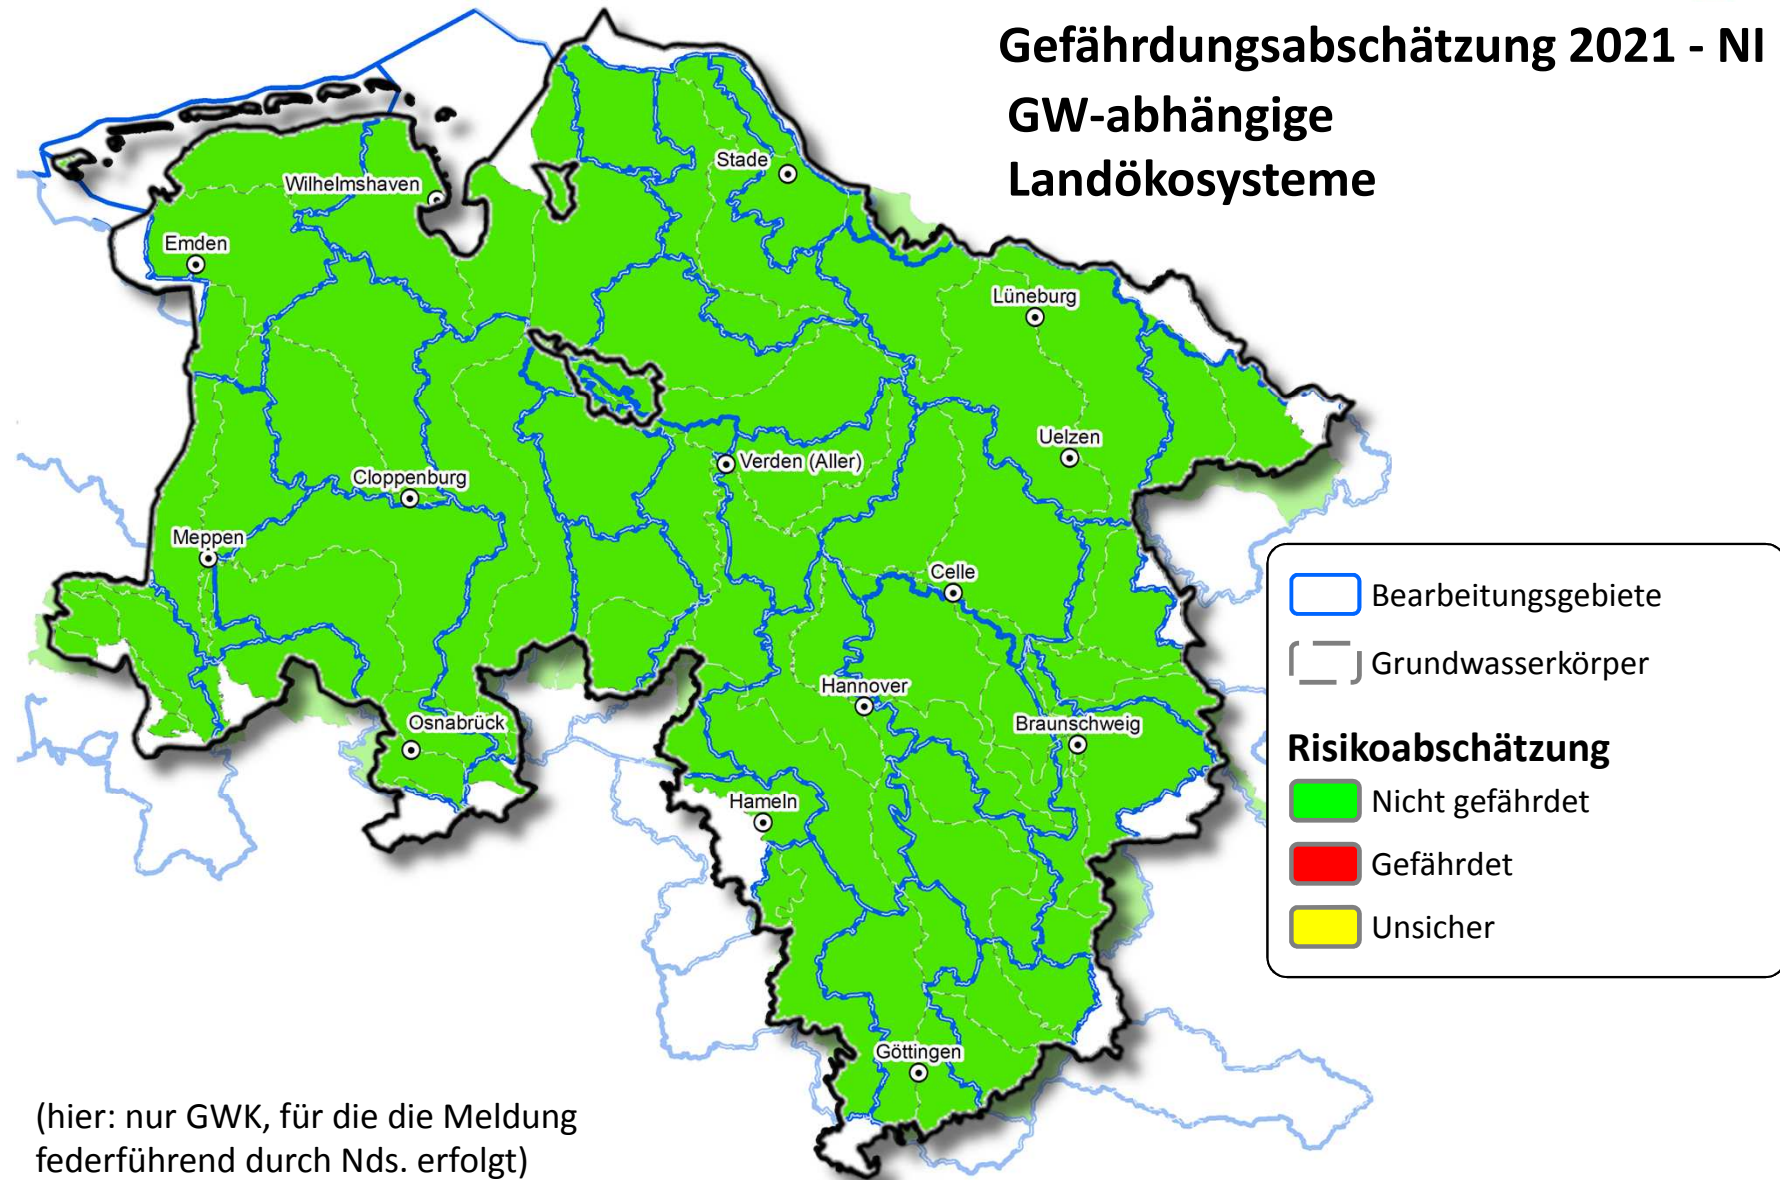 Gefährdungsabschätzung 2021 - NI
GW-abhängige
Landökosysteme
Stade
Wilhelmshaven
Emden
Lüneburg
Uelzen
Verden (Aller)
Cloppenburg
Meppen
Celle
Hannover
Osnabrück
Braunschweig
Hameln
Göttingen
Bearbeitungsgebiete
Grundwasserkörper
Risikoabschätzung
Nicht gefährdet
Gefährdet
Unsicher
(hier: nur GWK, für die die Meldung
federführend durch Nds. erfolgt)